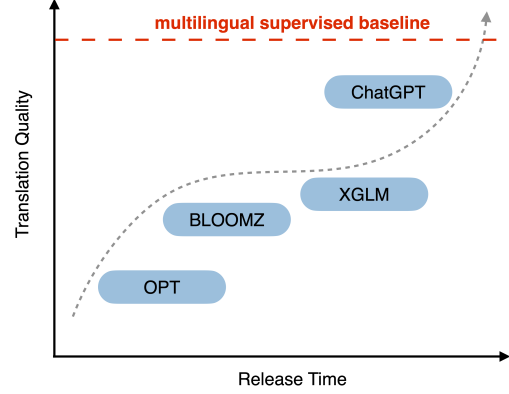 multilingual supervised baseline
ChatGPT
XGLM
BLOOMZ
OPT
Translation Quality
Release Time